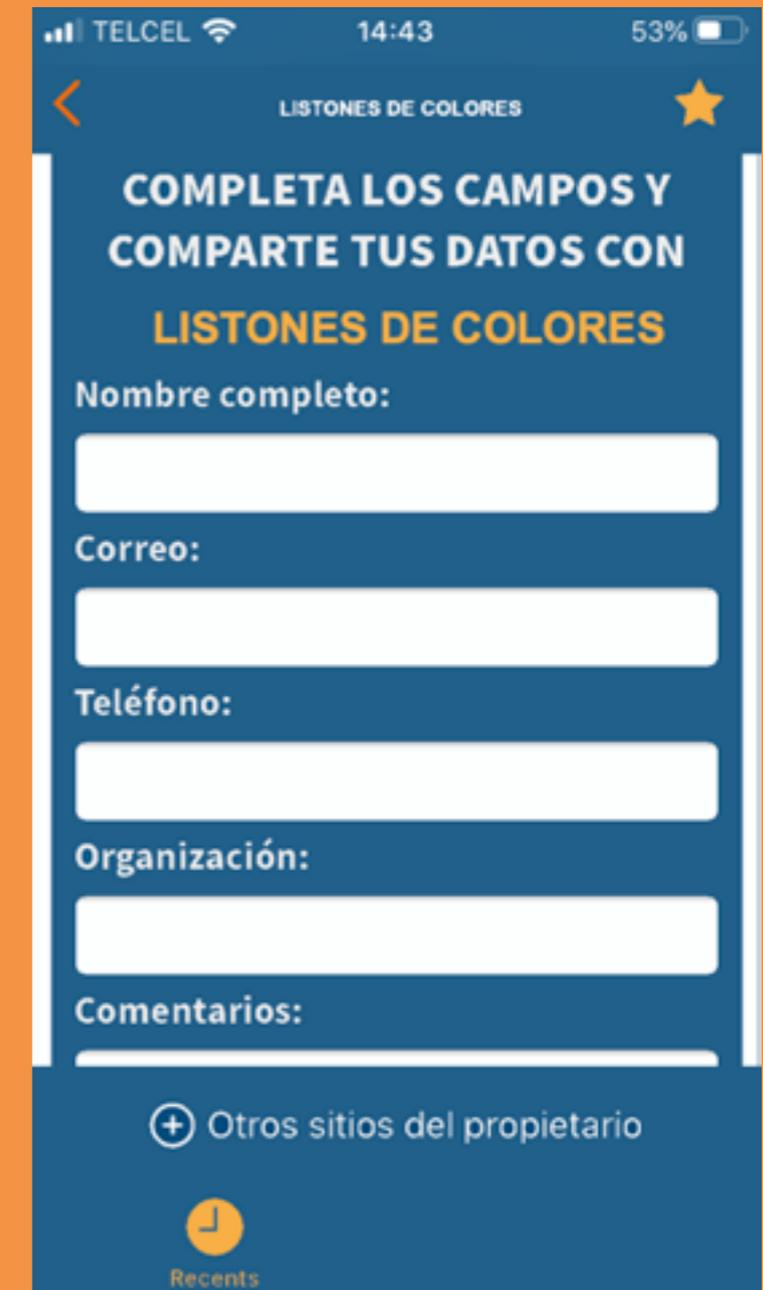 TELCEL 14:43 53%
LISTONES DE COLORES
COMPLETA LOS CAMPOS Y
COMPARTE TUS DATOS CON
LISTONES DE COLORES
Nombre completo:
Correo:
Teléfono:
Organización:
Comentarios:
Otros sitios del propietario
Recents